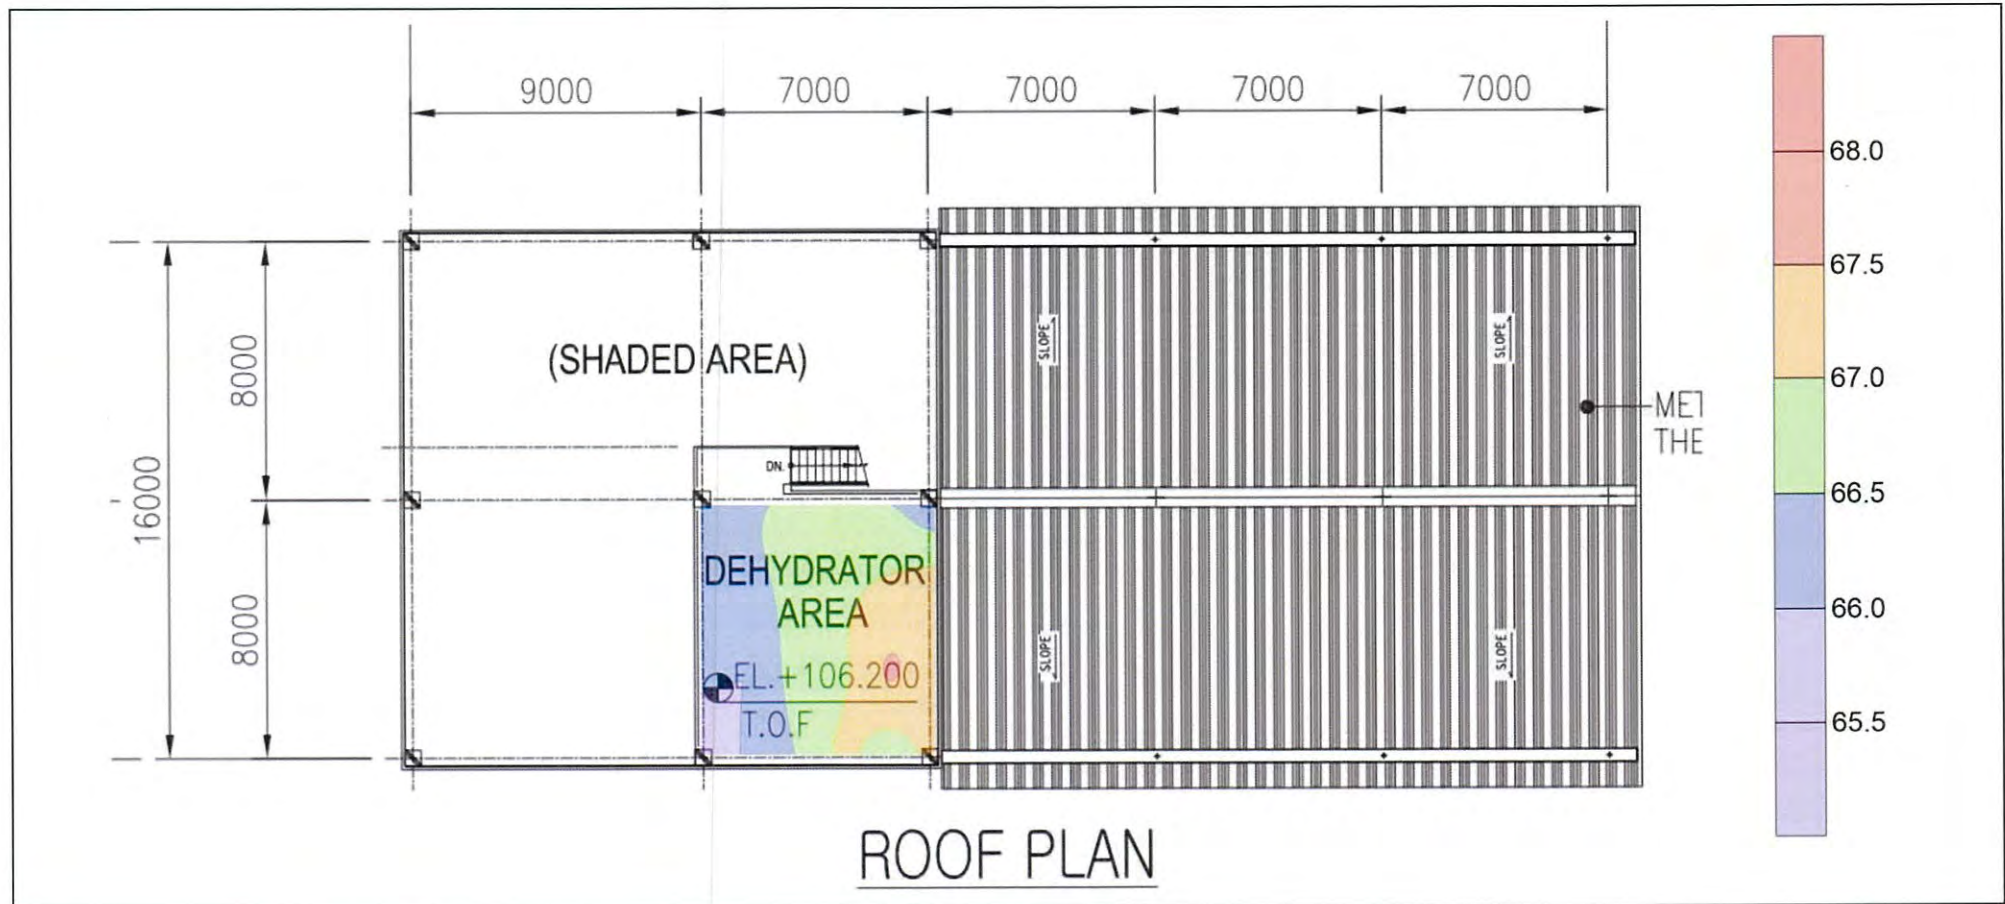 9000
7000
7000
7000
7000
68.0
67.5
67.0
66.5
66.0
65.5
8000
16000
8000
(SHADED AREA)
SLOPE
SLOPE
MET
THE
DN.
DEHYDRATOR
AREA
SLOPE
SLOPE
EL.+106.200
T.O.F
ROOF PLAN